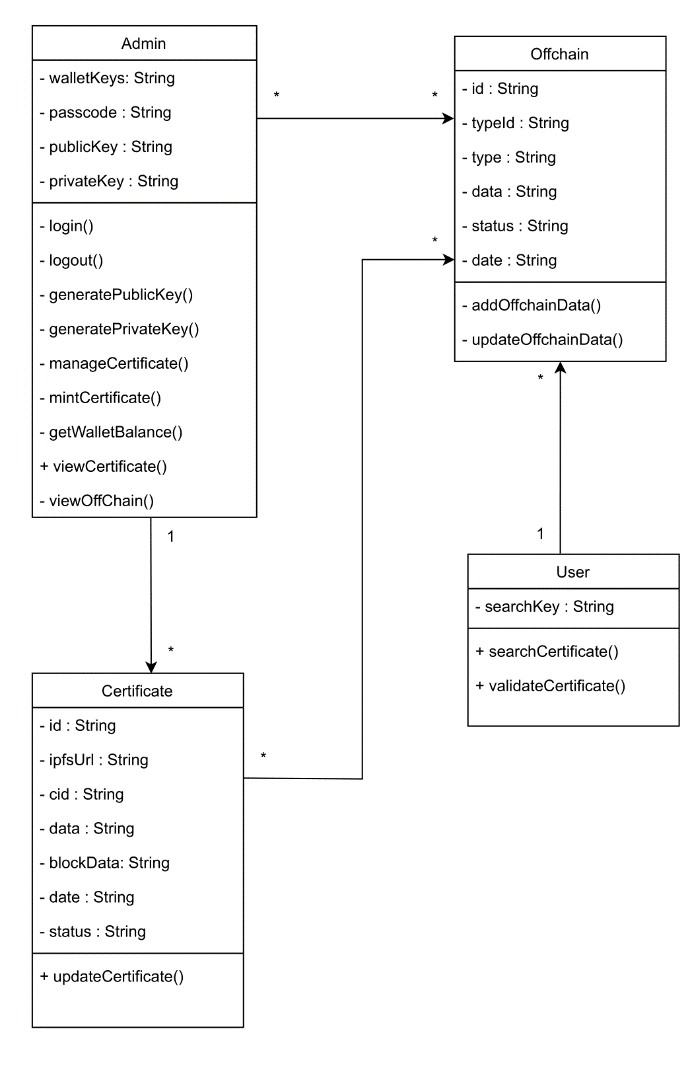 Admin
- walletKeys: String
- passcode : String
- publicKey : String
- privateKey : String
- login()
- logout()
- generatePublicKey()
- generatePrivateKey()
- manageCertificate()
- mintCertificate()
- getWalletBalance()
+ viewCertificate()
- viewOffChain()
*
*
Offchain
- id : String
- typeId : String
- type : String
- data : String
- status : String
- date : String
- addOffchainData()
- updateOffchainData()
*
*
1
1
*
User
- searchKey : String
+ searchCertificate()
+ validateCertificate()
Certificate
- id : String
- ipfsUrl : String
- cid : String
- data : String
- blockData: String
- date : String
- status : String
+ updateCertificate()
*